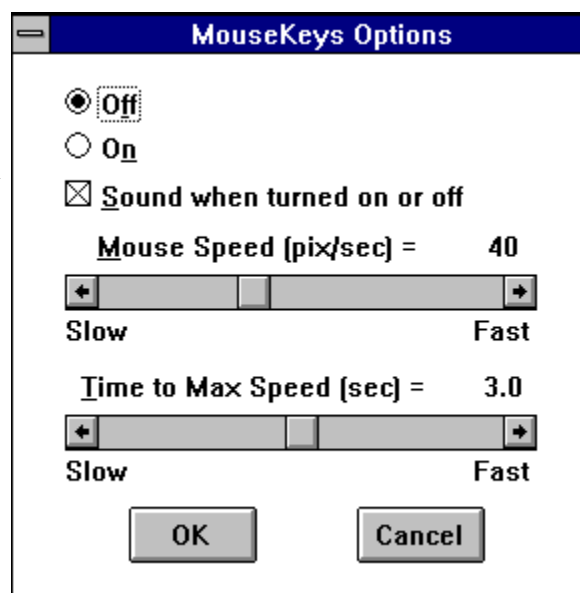 MouseKeys Options
Off
On
Sound when turned on or off
Mouse Speed (pix/sec) = 40
Slow Fast
Time to Max Speed (sec) = 3.0
Slow Fast
OK Cancel